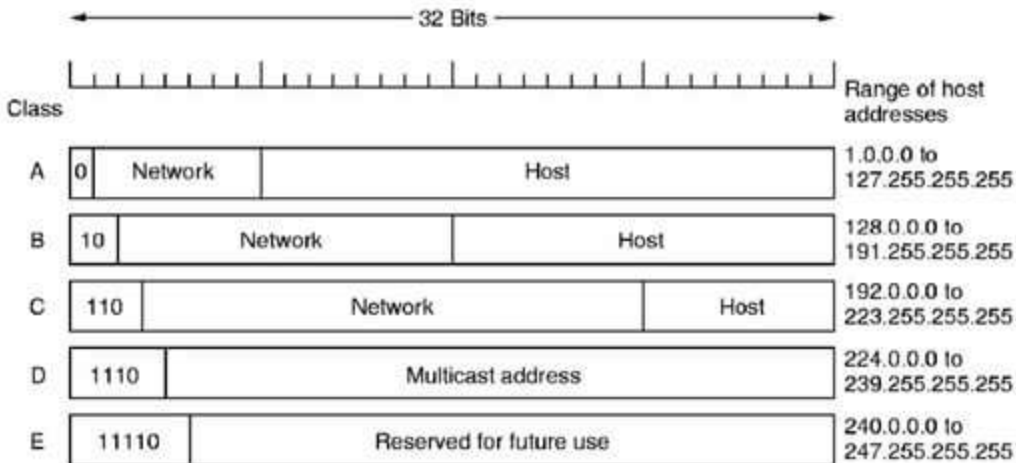 32 Bits
Class
Range of host
addresses
A
0
Network
Host
1.0.0.0 to
127.255.255.255
B
10
Network
Host
128.0.0.0 to
191.255.255.255
C
110
Network
Host
192.0.0.0 to
223.255.255.255
D
1110
Multicast address
224.0.0.0 to
239.255.255.255
E
11110
Reserved for future use
240.0.0.0 to
247.255.255.255